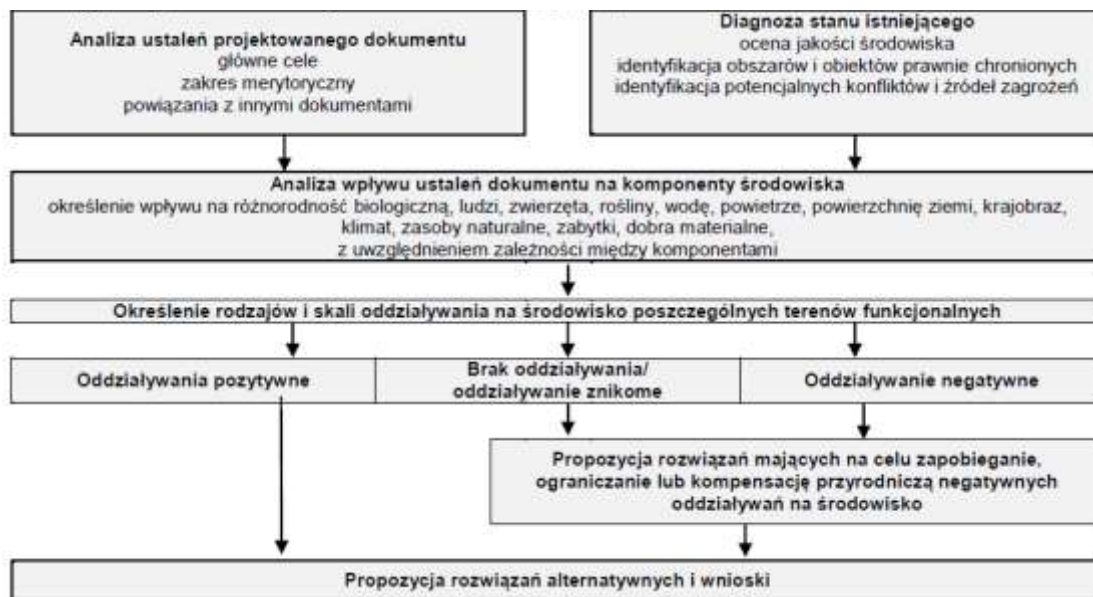 Analiza ustaleń projektowanego dokumentu
główne cele
zakres merytoryczny
powiązania z innymi dokumentami
Diagnoza stanu istniejącego
ocena jakości środowiska
identyfikacja obszarów i obiektów prawnie chronionych
identyfikacja potencjalnych konfliktów i źródeł zagrożeń
Analiza wpływu ustaleń dokumentu na komponenty środowiska
określenie wpływu na różnorodność biologiczną, ludzi, zwierzęta, rośliny, wodę, powietrze, powierzchnię ziemi, krajobraz,
klimat, zasoby naturalne, zabytki, dobra materialne,
z uwzględnieniem zależności między komponentami
Określenie rodzajów i skali oddziaływania na środowisko poszczególnych terenów funkcjonalnych
Oddziaływania pozytywne
Brak oddziaływania/
oddziaływanie znikome
Oddziaływanie negatywne
Propozycja rozwiązań mających na celu zapobieganie,
ograniczanie lub kompensację przyrodniczą negatywnych
oddziaływań na środowisko
Propozycja rozwiązań alternatywnych i wnioski